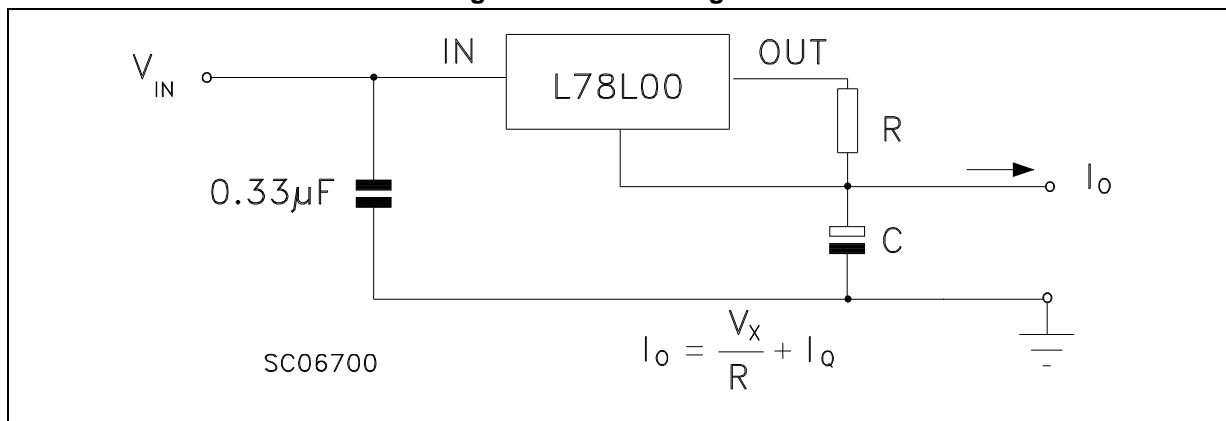 V_IN
IN
L78L00
OUT
R
0.33µF
I_O
C
I_O = V_X / R + I_Q
SC06700